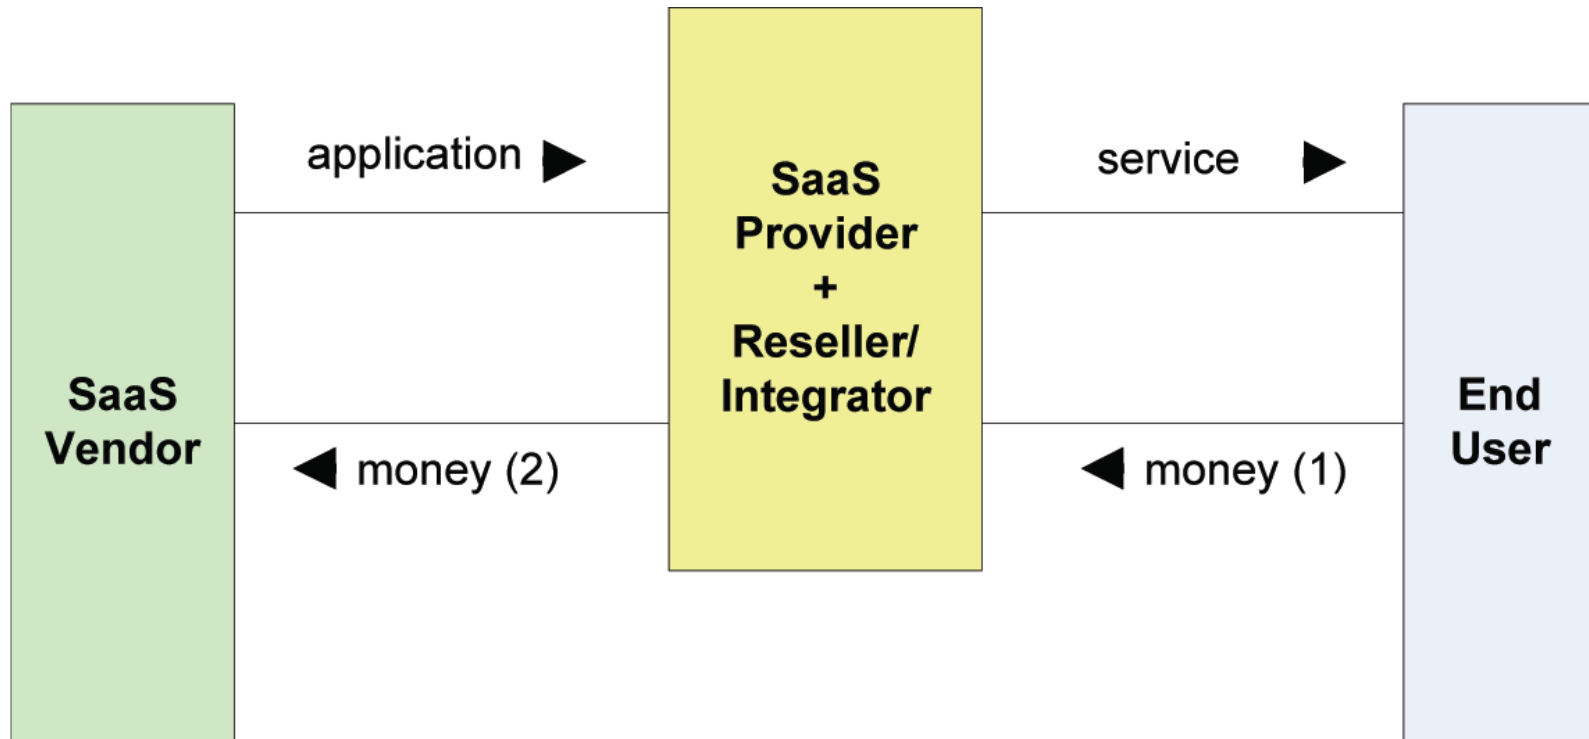 application
service
SaaS
Provider
+
Reseller/
Integrator
SaaS
Vendor
End
User
money (2)
money (1)